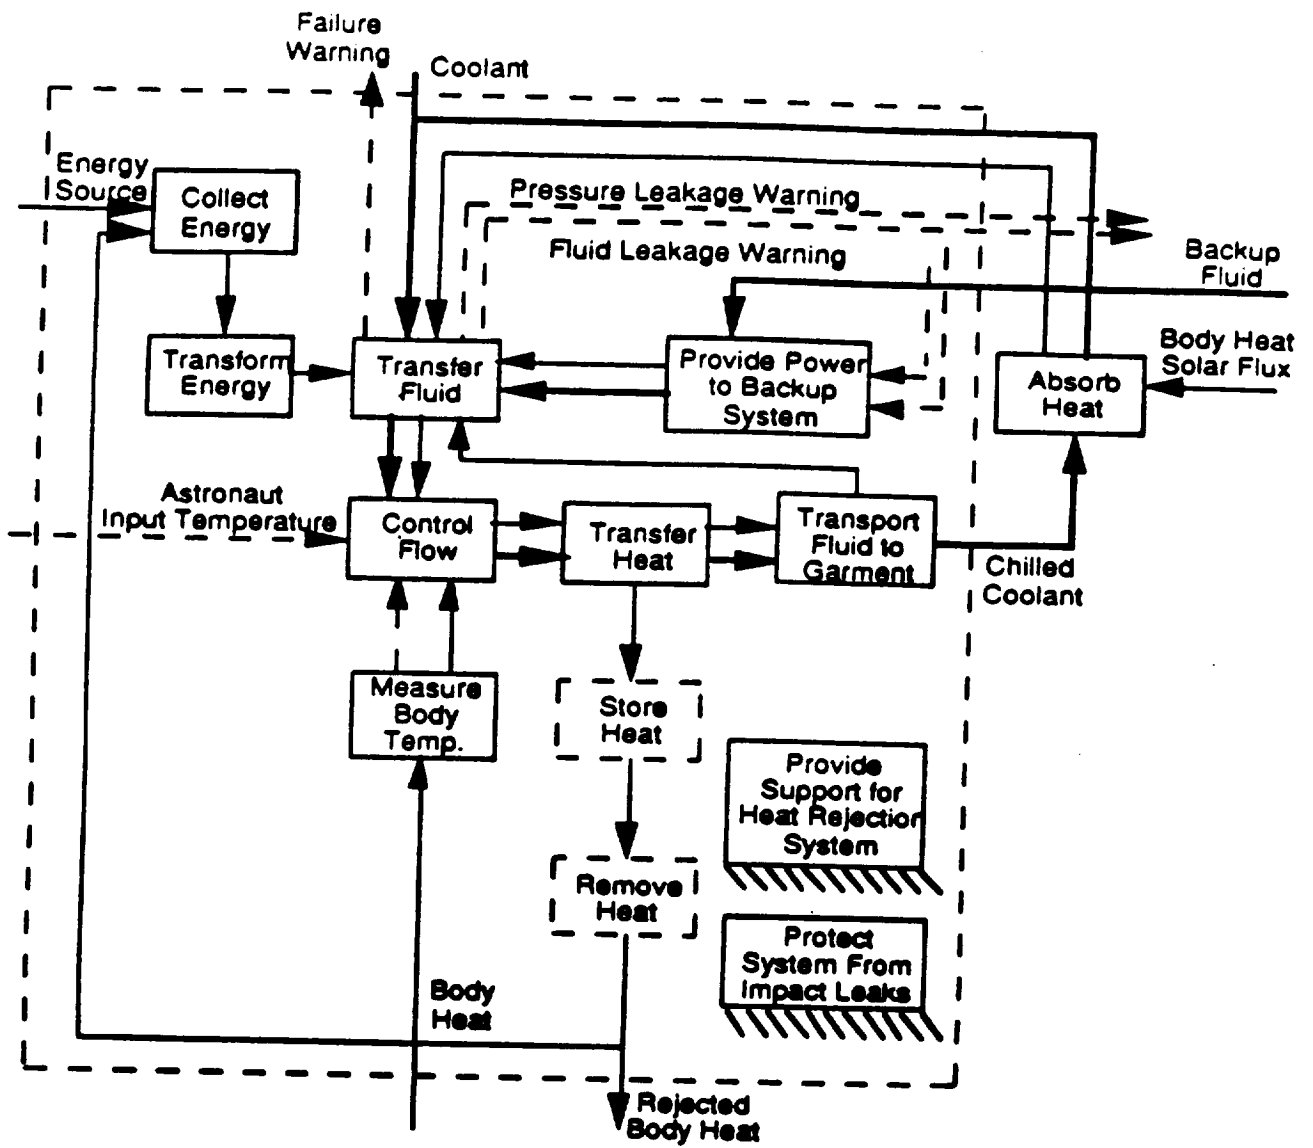 Failure
Warning
Coolant
Energy
Source
Collect
Energy
Pressure Leakage Warning
Fluid Leakage Warning
Backup
Fluid
Transform
Energy
Transfer
Fluid
Provide Power
to Backup
System
Absorb
Heat
Body Heat
Solar Flux
Astronaut
Input Temperature
Control
Flow
Transfer
Heat
Transport
Fluid to
Garment
Chilled
Coolant
Measure
Body
Temp.
Store
Heat
Provide
Support for
Heat Rejection
System
Remove
Heat
Protect
System From
Impact Leaks
Body
Heat
Rejected
Body Heat